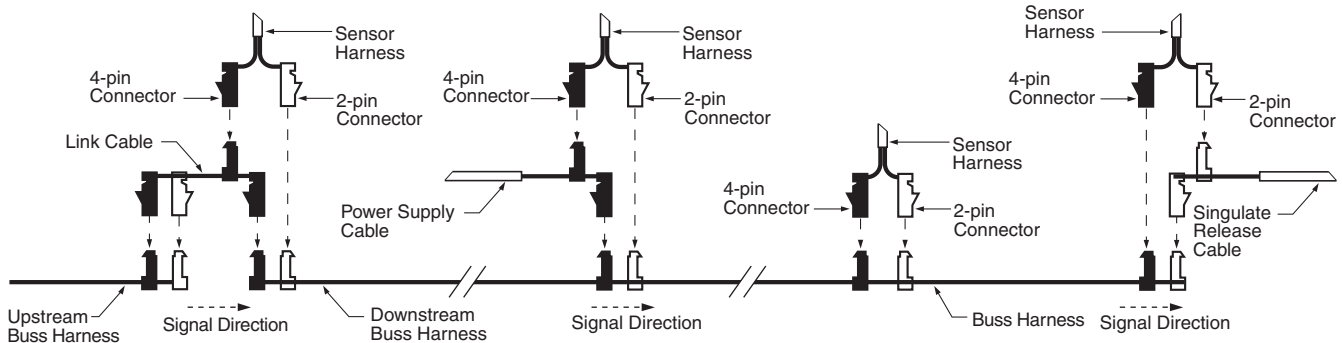 Sensor
Harness
4-pin
Connector
2-pin
Connector
Link Cable
Upstream
Buss Harness
Signal Direction
Downstream
Buss Harness
Sensor
Harness
4-pin
Connector
2-pin
Connector
Power Supply
Cable
Signal Direction
Sensor
Harness
4-pin
Connector
2-pin
Connector
Buss Harness
Sensor
Harness
4-pin
Connector
2-pin
Connector
Singulate
Release
Cable
Signal Direction